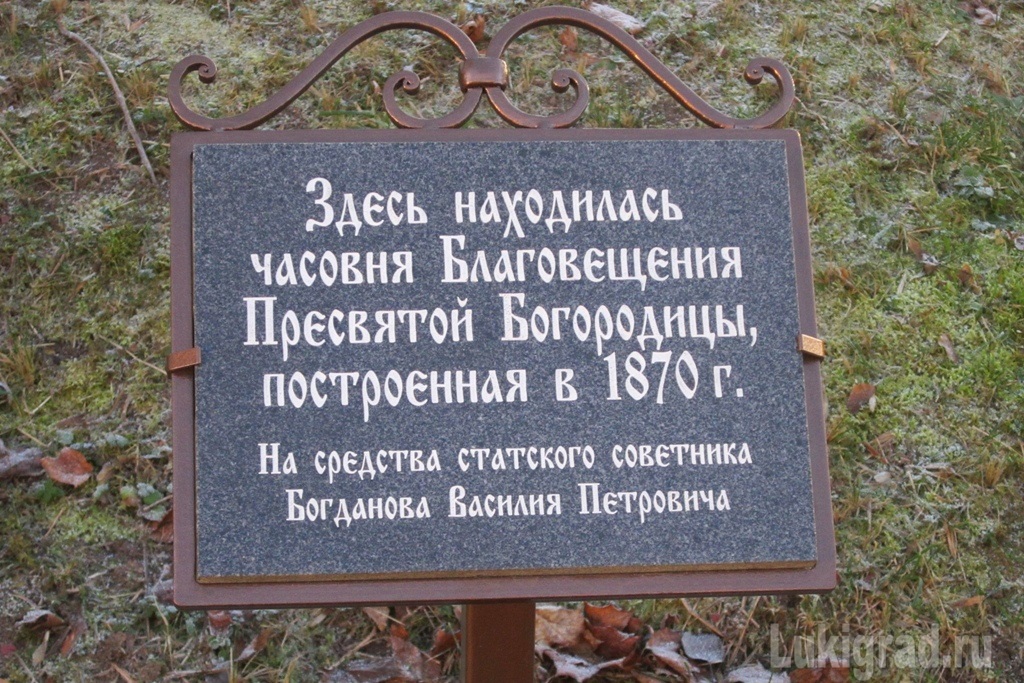 Здесь находилась
часовня Благовещения
Пресвятой Богородицы,
построенная в 1870 г.
На средства статского советника
Богданова Василия Петровича
Lukigrad.ru